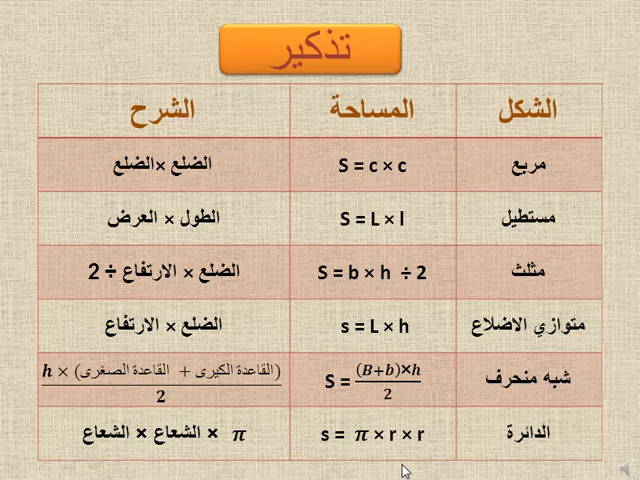 تذكير
الشكل المساحة الشرح
مربع S = c × c الضلع ×الضلع
مستطيل S = L × l الطول × العرض
مثلث S = b × h ÷ 2 الضلع × الارتفاع ÷ 2
متوازي الاضلاع s = L × h الضلع × الارتفاع
شبه منحرف S = (B+b)×h / 2 (القاعدة الكبرى + القاعدة الصغرى) × h / 2
الدائرة s = π × r × r π × الشعاع × الشعاع